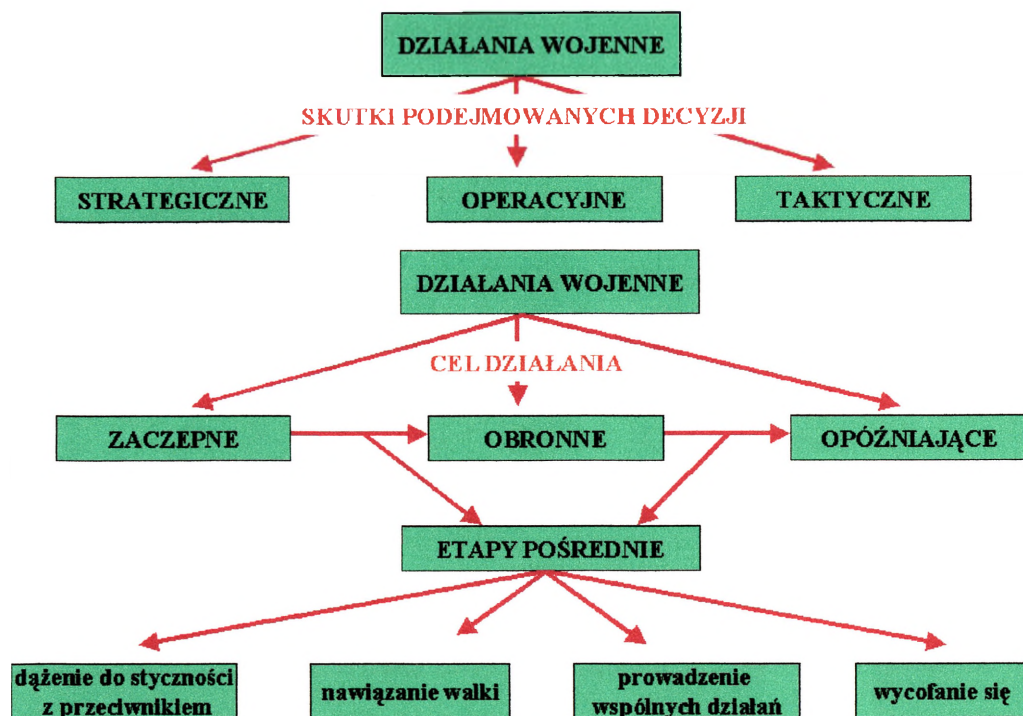 DZIAŁANIA WOJENNE
SKUTKI PODEJMOWANYCH DECYZJI
STRATEGICZNE
OPERACYJNE
TAKTYCZNE
DZIAŁANIA WOJENNE
CEL DZIAŁANIA
ZACZEPNE
OBRONNE
OPÓŹNIAJĄCE
ETAPY POŚREDNIE
dążenie do styczności
z przeciwnikiem
nawiązanie walki
prowadzenie
wspólnych działań
wycofanie się